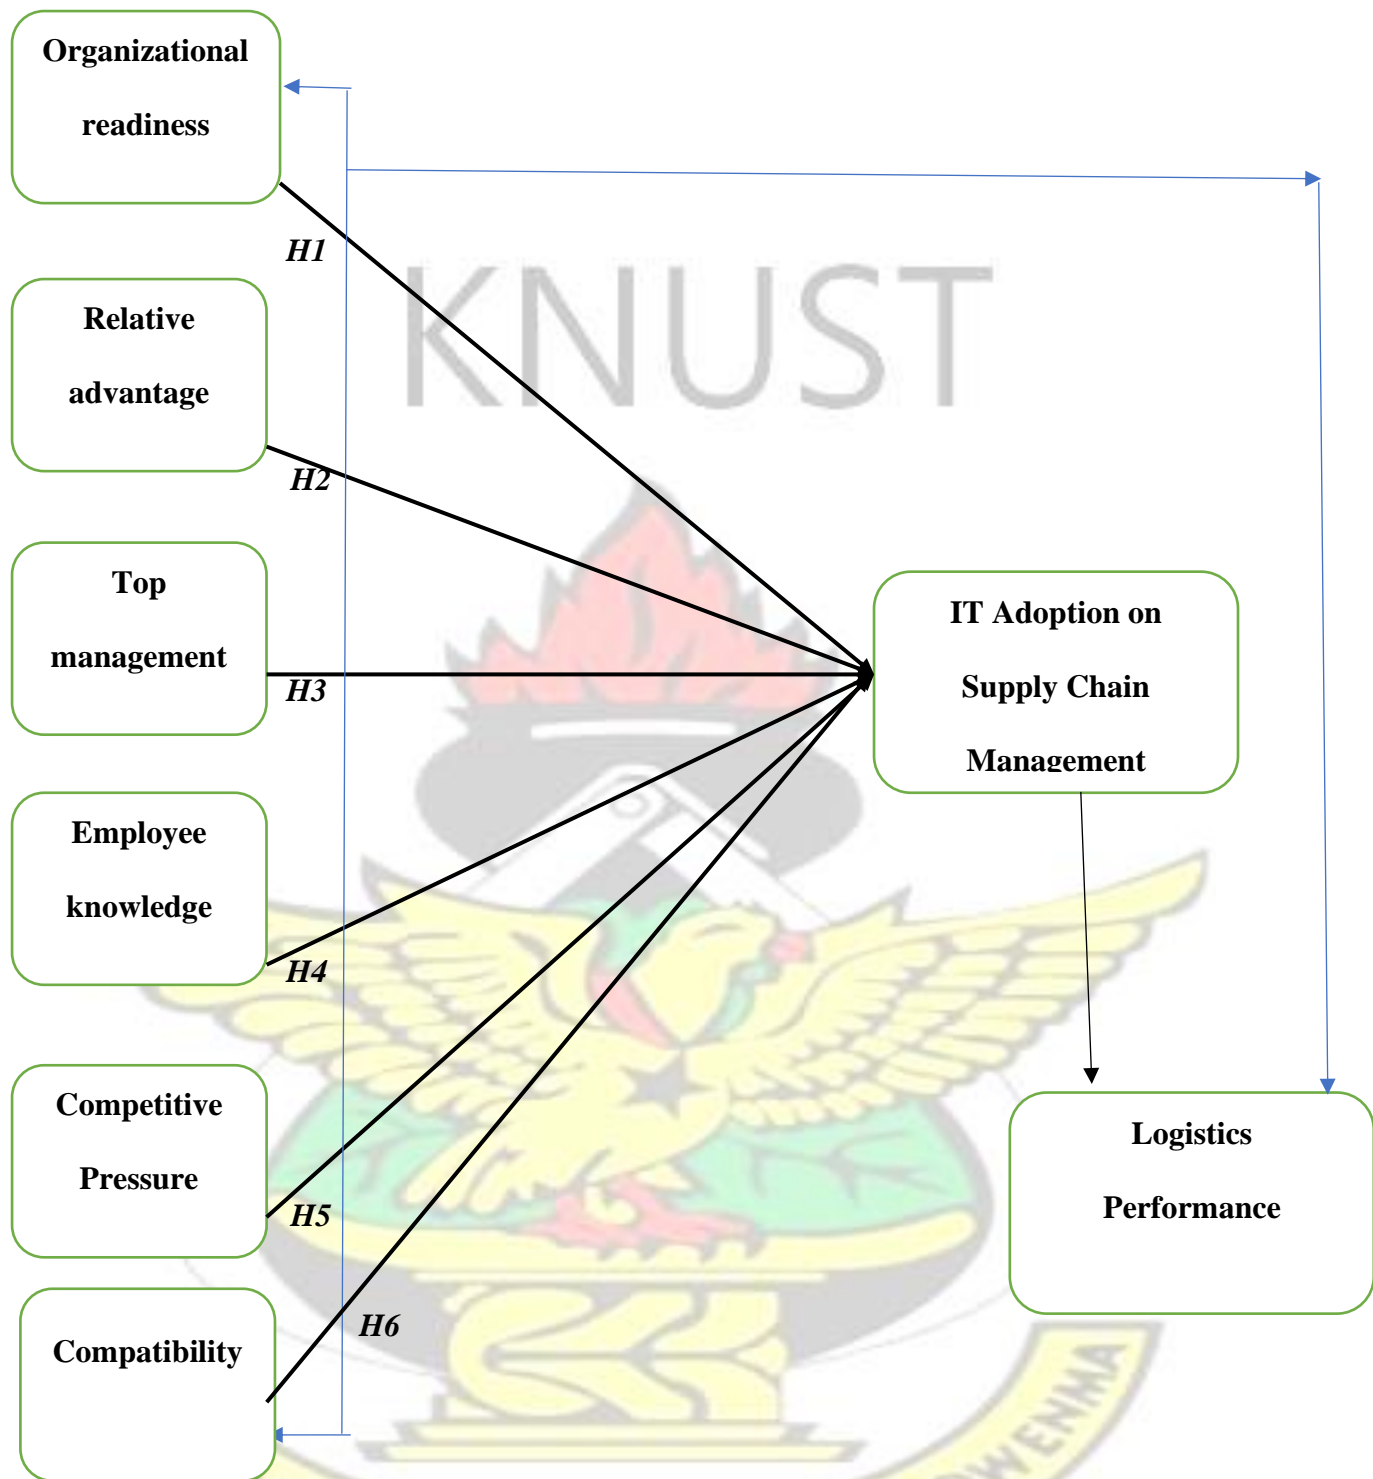 Organizational
readiness
H1
KNUST
Relative
advantage
H2
Top
management
H3
IT Adoption on
Supply Chain
Management
Employee
knowledge
H4
Competitive
Pressure
H5
Logistics
Performance
Compatibility
H6